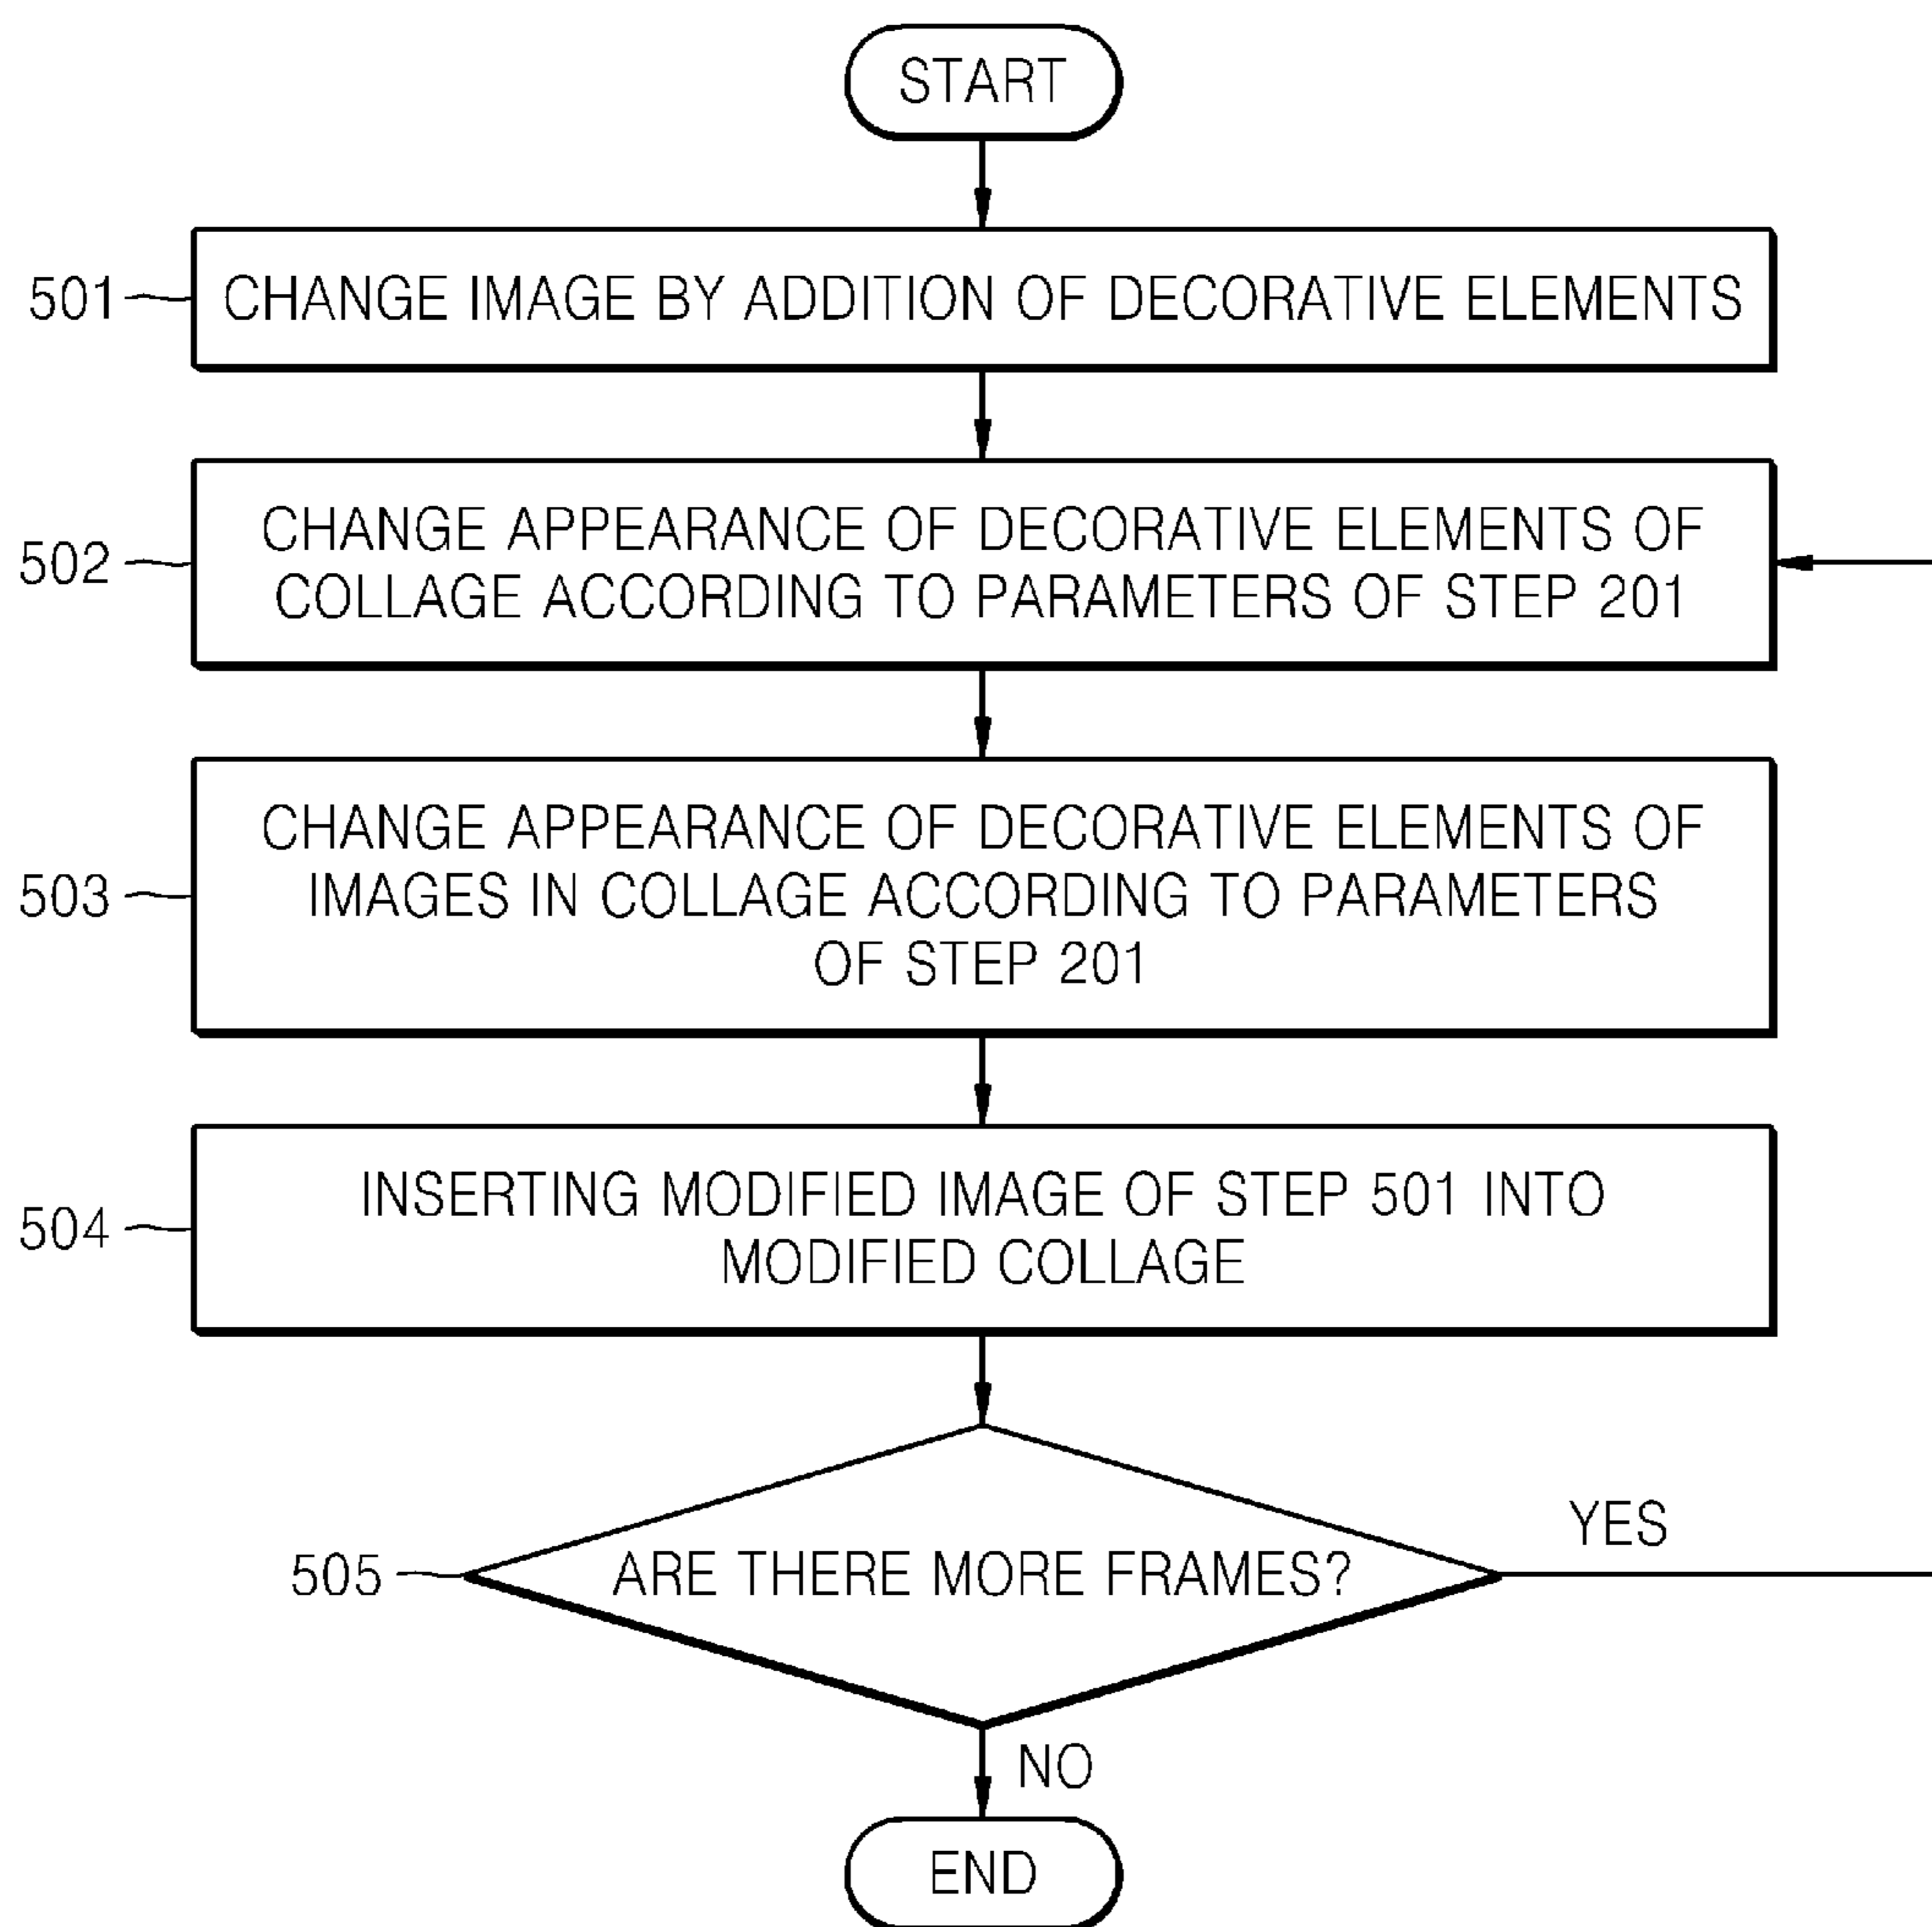 START
501
CHANGE IMAGE BY ADDITION OF DECORATIVE ELEMENTS
502
CHANGE APPEARANCE OF DECORATIVE ELEMENTS OF
COLLAGE ACCORDING TO PARAMETERS OF STEP 201
503
CHANGE APPEARANCE OF DECORATIVE ELEMENTS OF
IMAGES IN COLLAGE ACCORDING TO PARAMETERS
OF STEP 201
504
INSERTING MODIFIED IMAGE OF STEP 501 INTO
MODIFIED COLLAGE
505
ARE THERE MORE FRAMES?
YES
NO
END